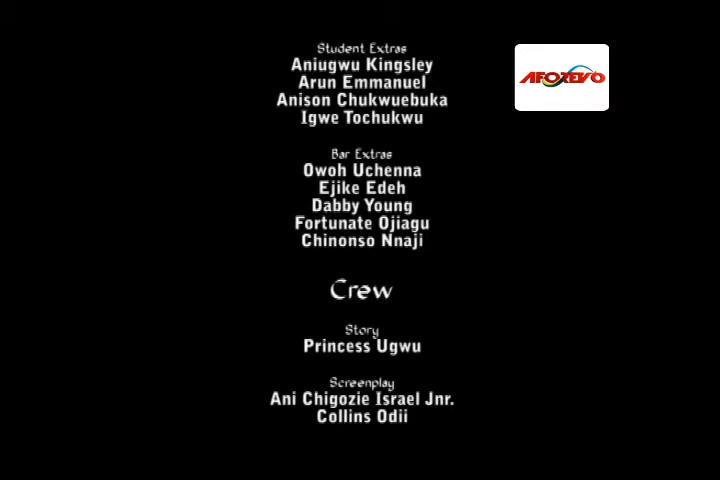 Student Extras
Aniugwu Kingsley
Arun Emmanuel
Anison Chukwuebuka
Igwe Tochukwu
AFOREVO
Bar Extras
Owoh Uchenna
Ejike Edeh
Dabby Young
Fortunate Ojiagu
Chinonso Nnaji
Crew
Story
Princess Ugwu
Screenplay
Ani Chigozie Israel Jnr.
Collins Odii